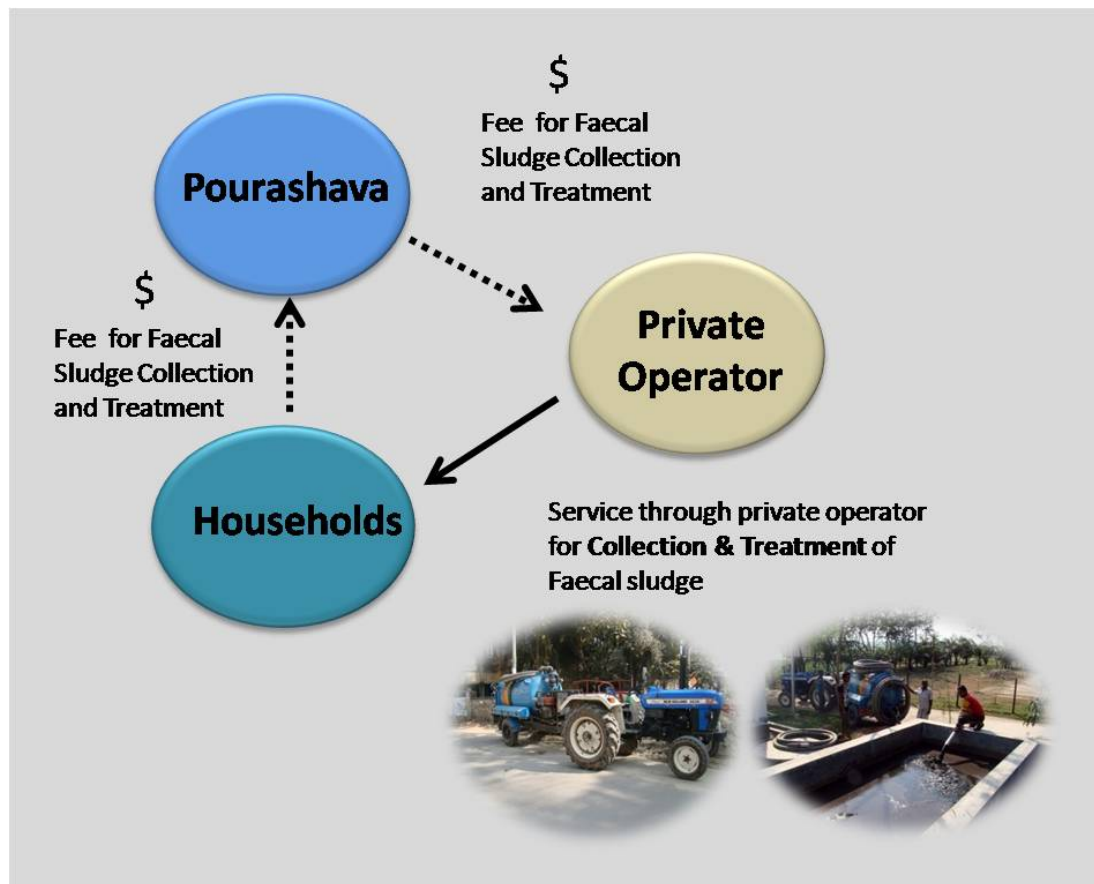 $
Fee for Faecal
Sludge Collection
and Treatment
Pourashava
$
Fee for Faecal
Sludge Collection
and Treatment
Private
Operator
Households
Service through private operator
for Collection & Treatment of
Faecal sludge